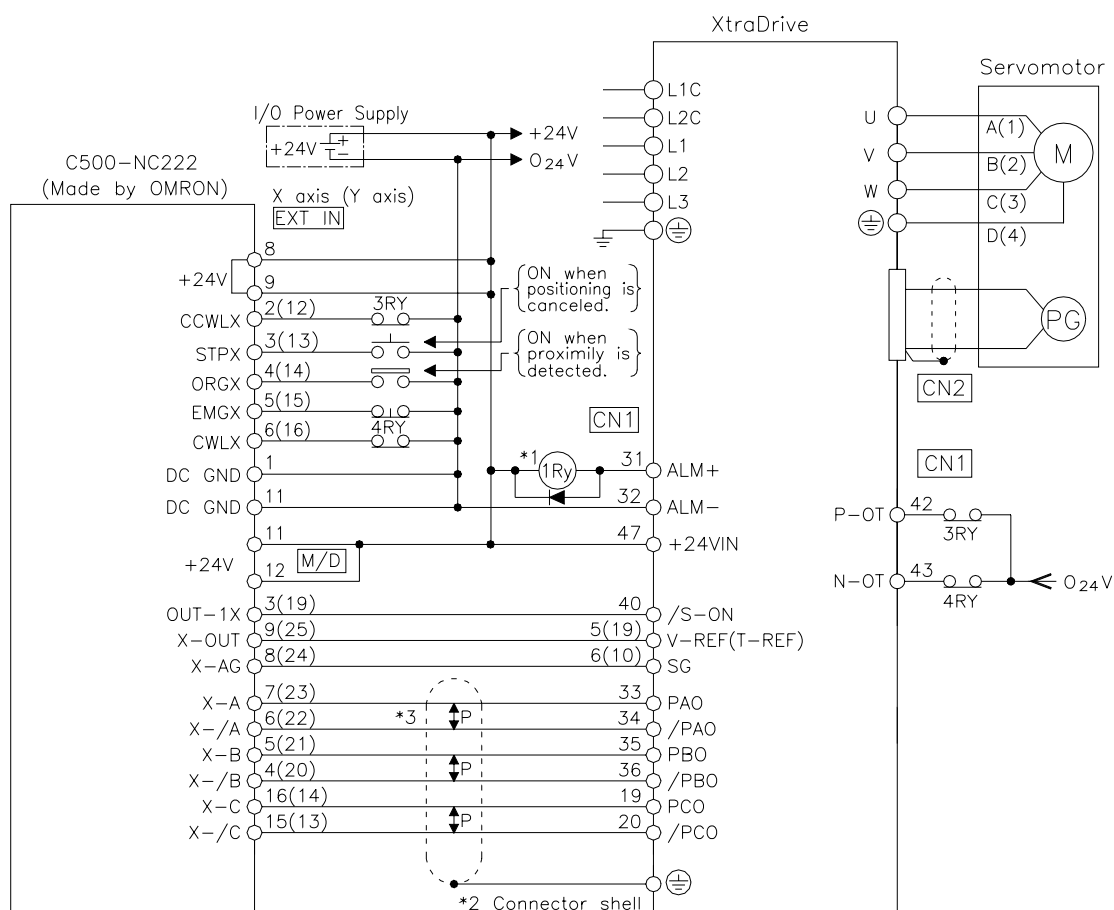 XtraDrive
Servomotor
I/O Power Supply
+24V
+
−
+24V
024V
C500−NC222
(Made by OMRON)
X axis (Y axis)
EXT IN
L1C
L2C
L1
L2
L3
U
V
W
A(1)
B(2)
C(3)
D(4)
M
PG
CN2
+24V
8
9
CCWLX
2(12)
3RY
STPX
3(13)
ORGX
4(14)
EMGX
5(15)
CWLX
6(16)
4RY
ON when
positioning is
canceled.
ON when
proximily is
detected.
DC GND
1
DC GND
11
CN1
*1
1Ry
31
ALM+
32
ALM−
+24V
11
12
M/D
47
+24VIN
CN1
P−OT
42
3RY
N−OT
43
4RY
024V
OUT−1X
3(19)
40
/S−ON
X−OUT
9(25)
5(19)
V−REF(T−REF)
X−AG
8(24)
6(10)
SG
X−A
7(23)
*3
P
33
PAO
X−/A
6(22)
34
/PAO
X−B
5(21)
P
35
PBO
X−/B
4(20)
36
/PBO
X−C
16(14)
P
19
PCO
X−/C
15(13)
20
/PCO
*2 Connector shell